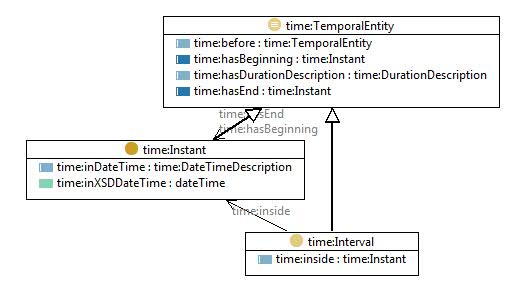 time:TemporalEntity
time:before : time:TemporalEntity
time:hasBeginning : time:Instant
time:hasDurationDescription : time:DurationDescription
time:hasEnd : time:Instant
time:hasEnd
time:hasBeginning
time:Instant
time:inDateTime : time:DateTimeDescription
time:inXSDDateTime : dateTime
time:inside
time:Interval
time:inside : time:Instant